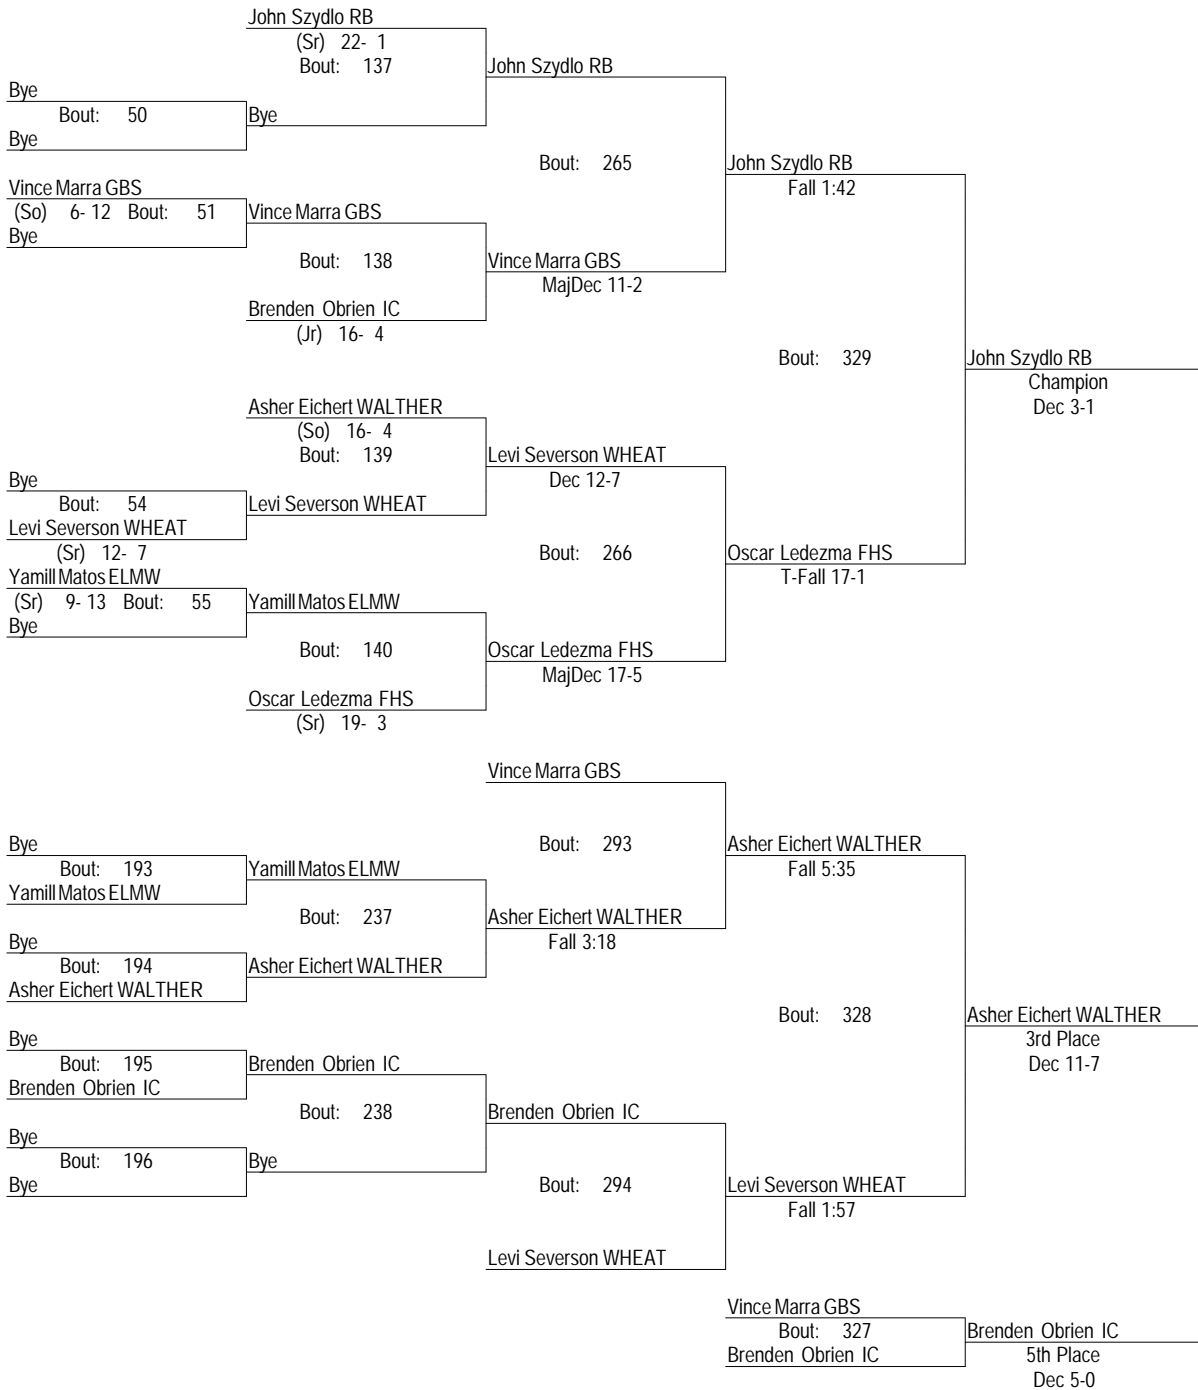 John Szydlo RB
(Sr) 22- 1
Bout: 137
John Szydlo RB
Bye
Bout: 50
Bye
Bye
Bout: 265
John Szydlo RB
Fall 1:42
Vince Marra GBS
(So) 6- 12 Bout: 51
Vince Marra GBS
Bye
Bout: 138
Vince Marra GBS
MajDec 11-2
Brenden Obrien IC
(Jr) 16- 4
Bout: 329
John Szydlo RB
Champion
Dec 3-1
Asher Eichert WALTHER
(So) 16- 4
Bout: 139
Levi Severson WHEAT
Dec 12-7
Bye
Bout: 54
Levi Severson WHEAT
Levi Severson WHEAT
(Sr) 12- 7
Bout: 266
Oscar Ledezma FHS
T-Fall 17-1
Yamill Matos ELMW
(Sr) 9- 13 Bout: 55
Yamill Matos ELMW
Bye
Bout: 140
Oscar Ledezma FHS
MajDec 17-5
Oscar Ledezma FHS
(Sr) 19- 3
Vince Marra GBS
Bout: 293
Asher Eichert WALTHER
Fall 5:35
Bye
Bout: 193
Yamill Matos ELMW
Yamill Matos ELMW
Bout: 237
Asher Eichert WALTHER
Fall 3:18
Bye
Bout: 194
Asher Eichert WALTHER
Asher Eichert WALTHER
Bout: 328
Asher Eichert WALTHER
3rd Place
Dec 11-7
Bye
Bout: 195
Brenden Obrien IC
Brenden Obrien IC
Bout: 238
Brenden Obrien IC
Bye
Bout: 196
Bye
Bye
Bout: 294
Levi Severson WHEAT
Fall 1:57
Levi Severson WHEAT
Vince Marra GBS
Bout: 327
Brenden Obrien IC
Brenden Obrien IC
5th Place
Dec 5-0